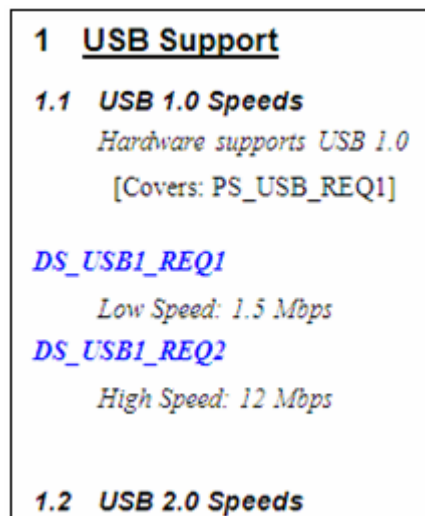 1 USB Support
1.1 USB 1.0 Speeds
Hardware supports USB 1.0
[Covers: PS_USB_REQ1]
DS_USB1_REQ1
Low Speed: 1.5 Mbps
DS_USB1_REQ2
High Speed: 12 Mbps
1.2 USB 2.0 Speeds